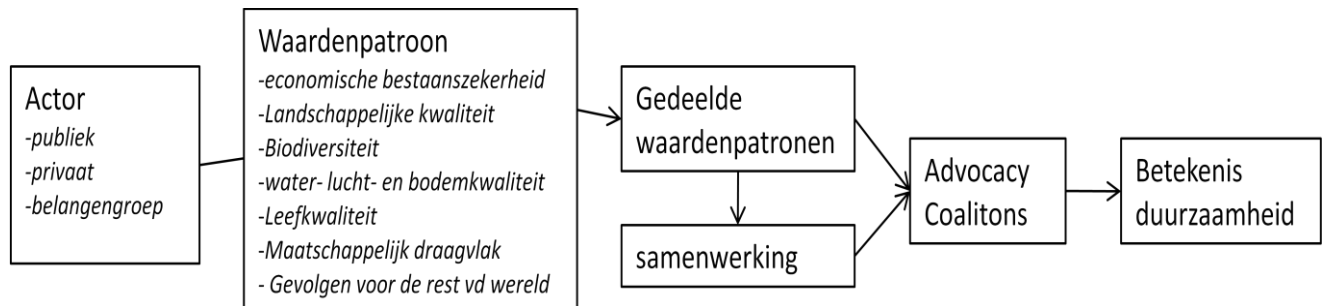 Actor
-publiek
-privaat
-belangengroep
Waardenpatroon
-economische bestaanszekerheid
-Landschappelijke kwaliteit
-Biodiversiteit
-water- lucht- en bodemkwaliteit
-Leefkwaliteit
-Maatschappelijk draagvlak
- Gevolgen voor de rest vd wereld
Gedeelde
waardenpatronen
samenwerking
Advocacy
Coalitons
Betekenis
duurzaamheid